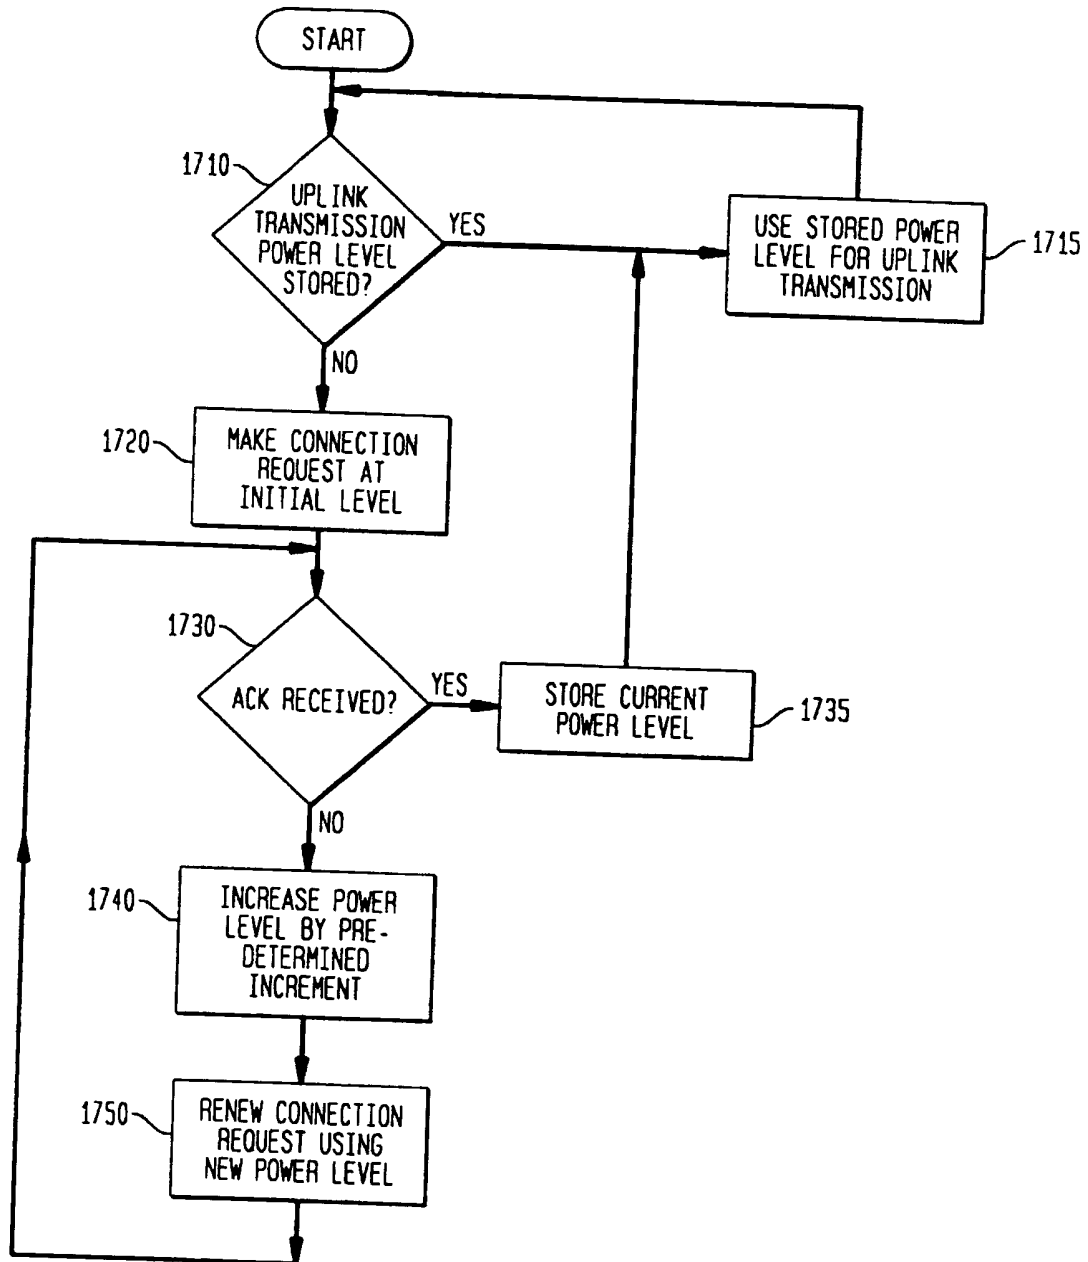 START
1710
UPLINK
TRANSMISSION
POWER LEVEL
STORED?
YES
USE STORED POWER
LEVEL FOR UPLINK
TRANSMISSION
1715
NO
1720
MAKE CONNECTION
REQUEST AT
INITIAL LEVEL
1730
ACK RECEIVED?
YES
STORE CURRENT
POWER LEVEL
1735
NO
1740
INCREASE POWER
LEVEL BY PRE-
DETERMINED
INCREMENT
1750
RENEW CONNECTION
REQUEST USING
NEW POWER LEVEL